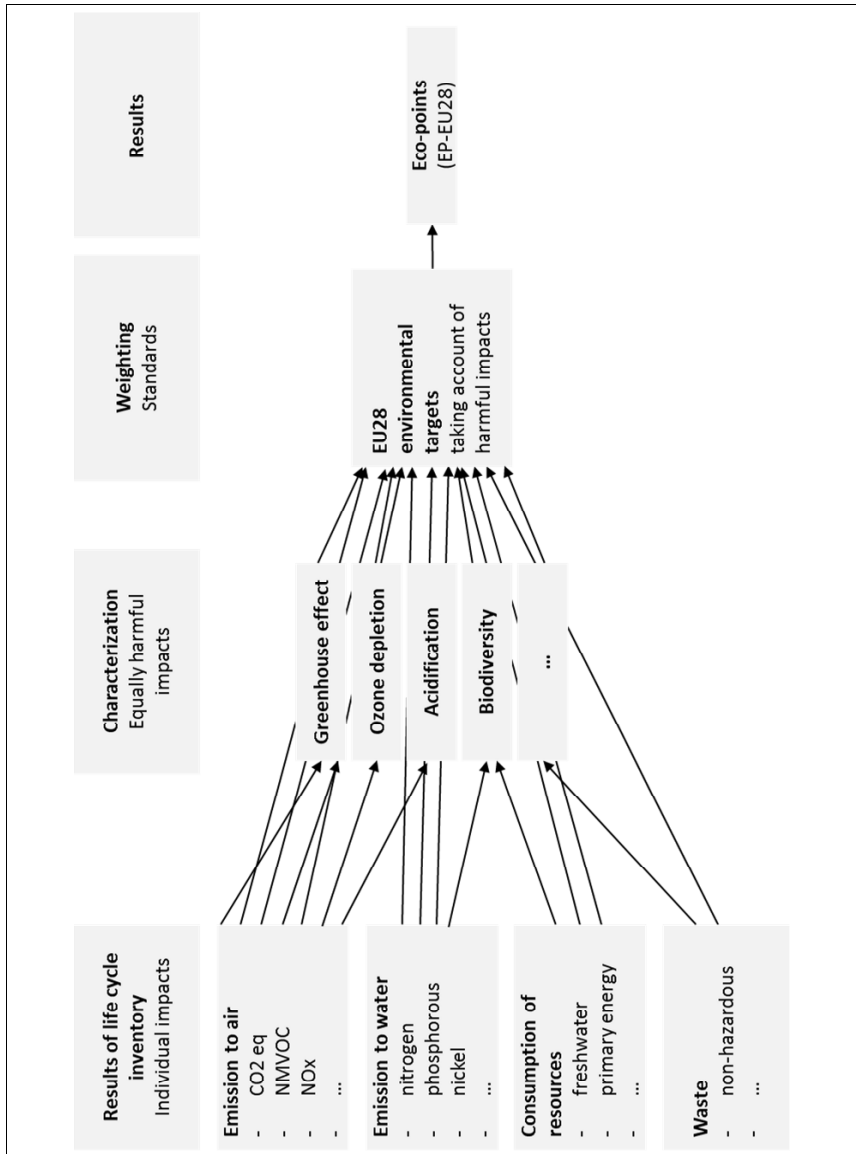 Results of life cycle
inventory
Individual impacts
Characterization
Equally harmful
impacts
Weighting
Standards
Results
Emission to air
- CO2 eq
- NMVOC
- NOx
- ...
Emission to water
- nitrogen
- phosphorous
- nickel
- ...
Consumption of
resources
- freshwater
- primary energy
- ...
Waste
- non-hazardous
- ...
Greenhouse effect
Ozone depletion
Acidification
Biodiversity
...
EU28
environmental
targets
taking account of
harmful impacts
Eco-points
(EP-EU28)